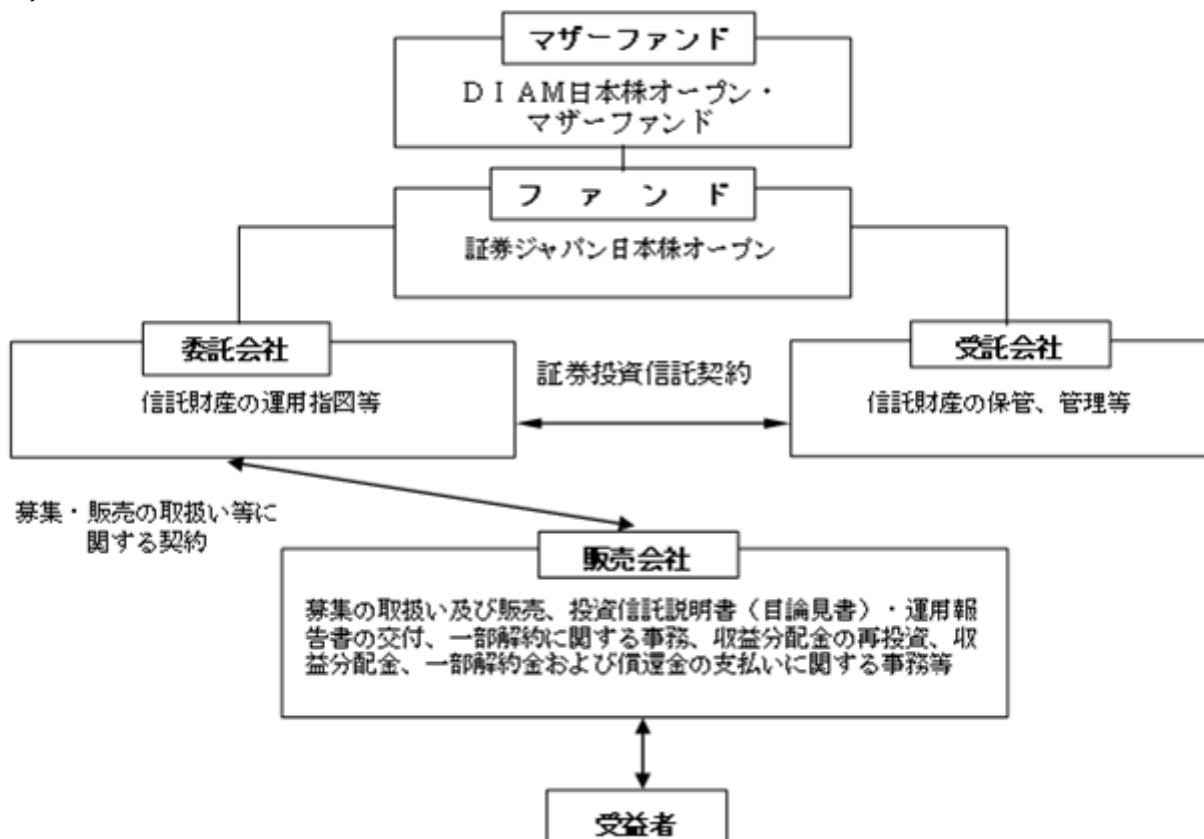 マザーファンド
ＤＩＡＭ日本株オープン・
マザーファンド
ファンド
証券ジャパン日本株オープン
委託会社
信託財産の運用指図等
証券投資信託契約
受託会社
信託財産の保管、管理等
募集・販売の取扱い等に
関する契約
販売会社
募集の取扱い及び販売、投資信託説明書（目論見書）・運用報
告書の交付、一部解約に関する事務、収益分配金の再投資、収
益分配金、一部解約金および償還金の支払いに関する事務等
受益者